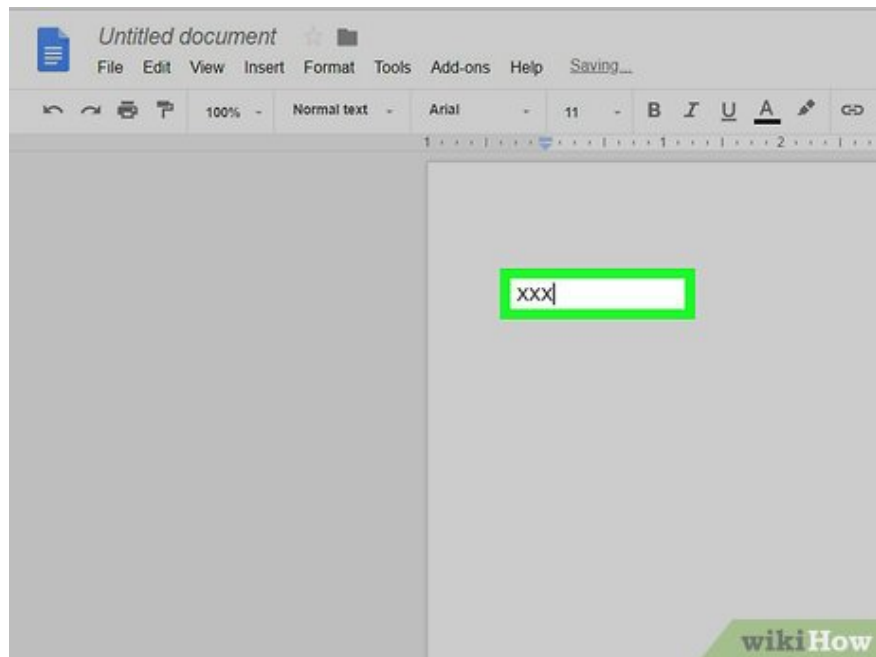 Untitled document
File Edit View Insert Format Tools Add-ons Help Saving...
100% Normal text Arial 11 B I U A
1 1 2
xxx
wikiHow